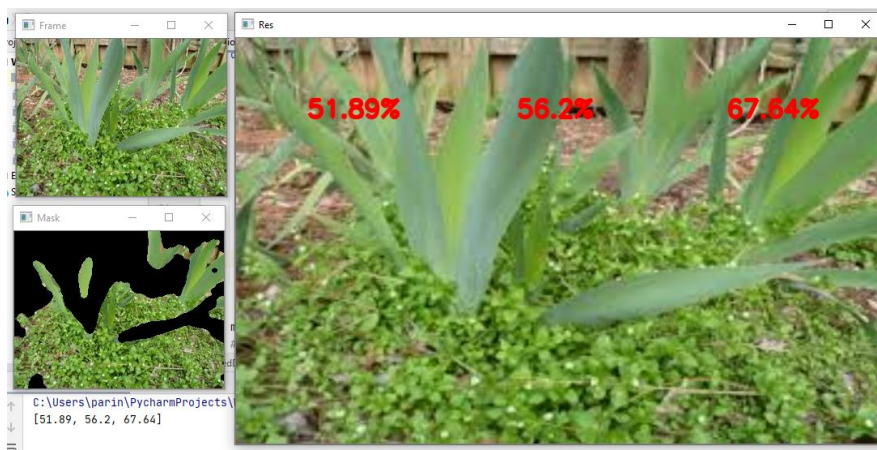 Frame
Res
51.89% 56.2% 67.64%
Mask
C:\Users\parin\PycharmProjects\
[51.89, 56.2, 67.64]